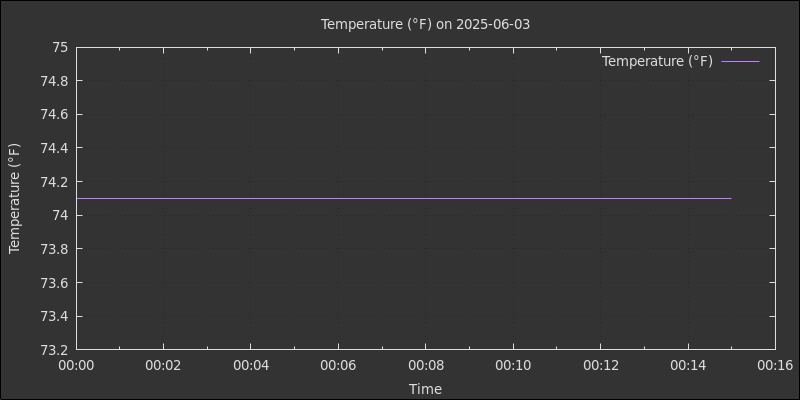 Temperature (°F) on 2025-06-03
75
Temperature (°F)
74.8
74.6
74.4
74.2
74
73.8
73.6
73.4
73.2
Temperature (°F)
00:00 00:02 00:04 00:06 00:08 00:10 00:12 00:14 00:16
Time